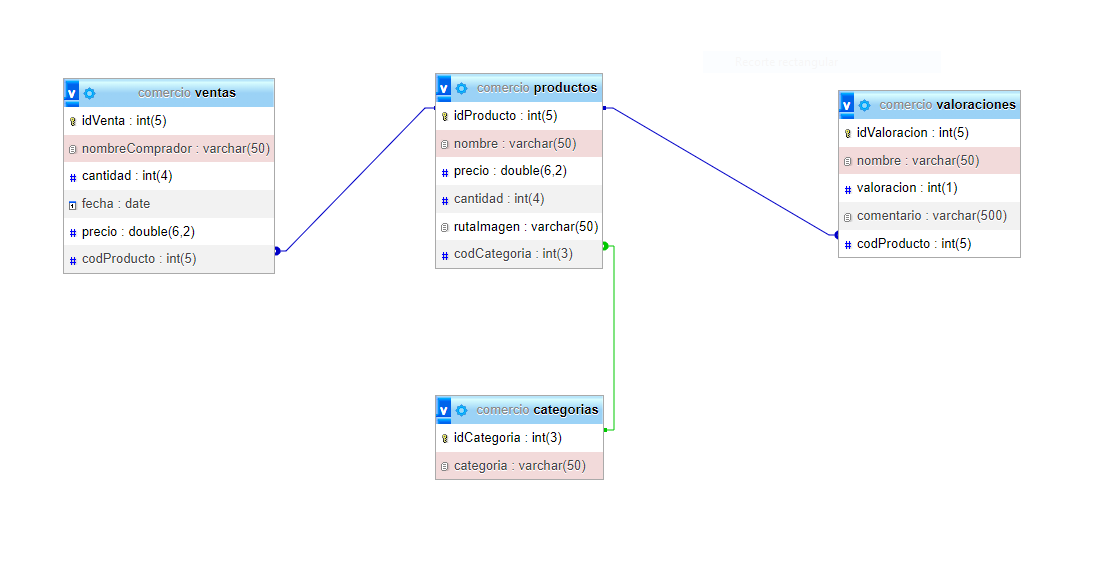 comercio ventas
idVenta : int(5)
nombreComprador : varchar(50)
cantidad : int(4)
fecha : date
precio : double(6,2)
codProducto : int(5)
comercio productos
idProducto : int(5)
nombre : varchar(50)
precio : double(6,2)
cantidad : int(4)
rutaImagen : varchar(50)
codCategoria : int(3)
comercio valoraciones
idValoracion : int(5)
nombre : varchar(50)
valoracion : int(1)
comentario : varchar(500)
codProducto : int(5)
comercio categorias
idCategoria : int(3)
categoria : varchar(50)